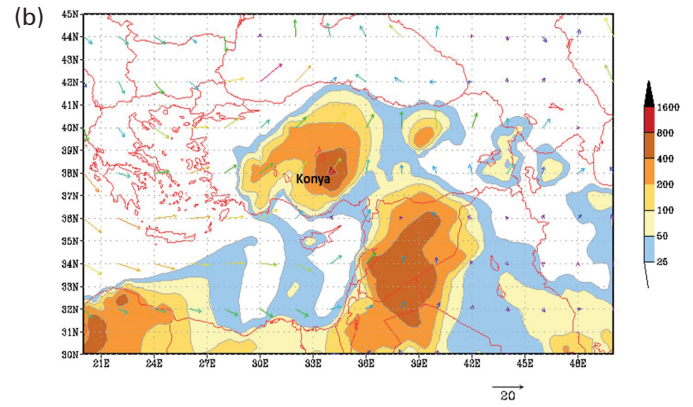 (b)
45N
44N
43N
42N
41N
40N
39N
38N
37N
36N
35N
34N
33N
32N
31N
30N
Konya
21E
24E
27E
30E
33E
36E
39E
42E
45E
48E
1600
800
400
200
100
50
25
20